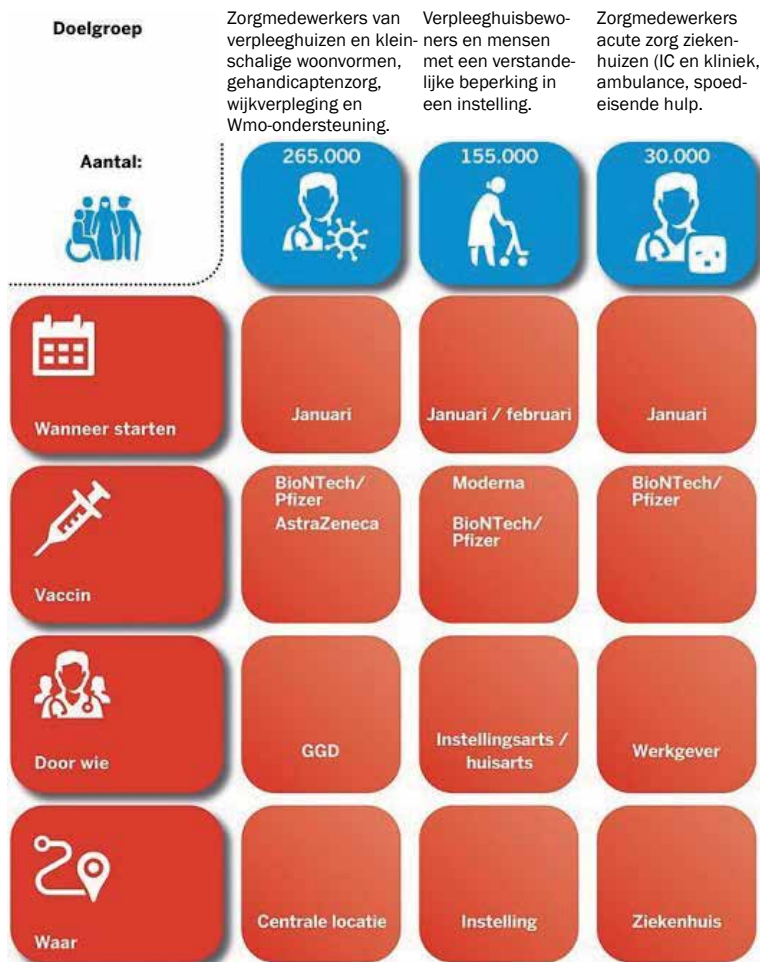 Doelgroep
Zorgmedewerkers van
verpleeghuizen en klein-
schalige woonvormen,
gehandicaptenzorg,
wijkverpleging en
Wmo-ondersteuning.
Verpleeghuisbewo-
ners en mensen
met een verstande-
lijke beperking in
een instelling.
Zorgmedewerkers
acute zorg zieken-
huizen (IC en kliniek,
ambulance, spoed-
eisende hulp.
Aantal:
265.000
155.000
30.000
Wanneer starten
Januari
Januari / februari
Januari
Vaccin
BioNTech/
Pfizer
AstraZeneca
Moderna
BioNTech/
Pfizer
BioNTech/
Pfizer
Door wie
GGD
Instellingsarts /
huisarts
Werkgever
Waar
Centrale locatie
Instelling
Ziekenhuis